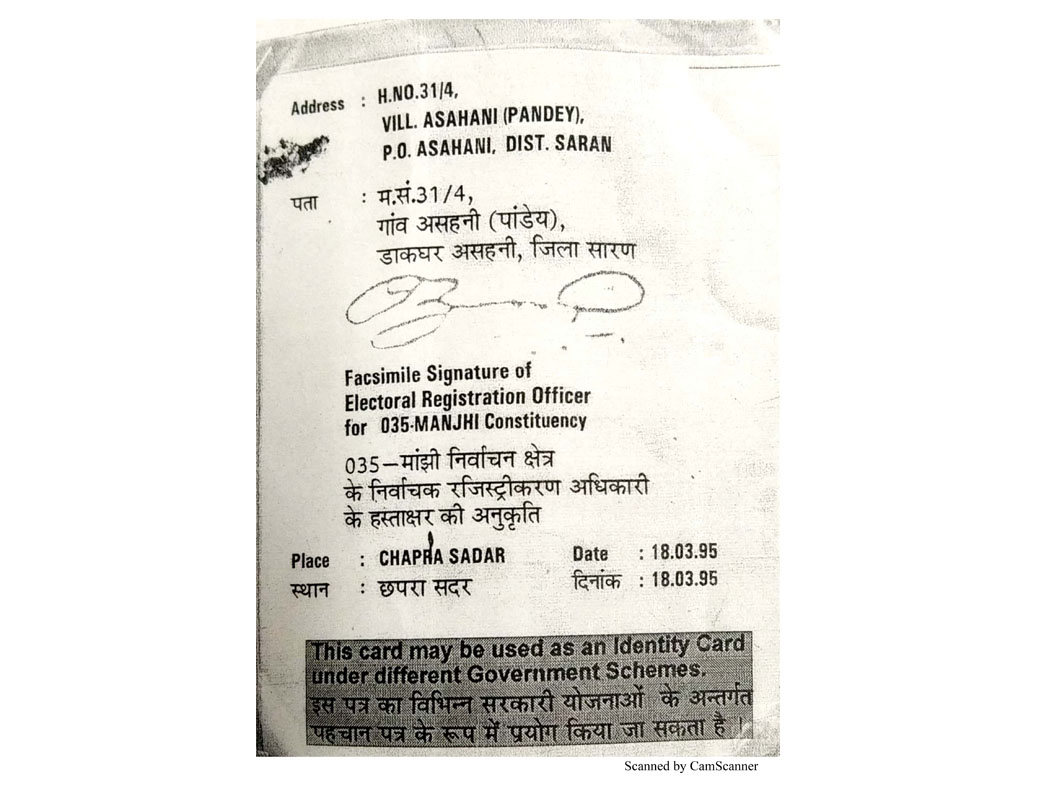 Address : H.NO.31/4,
VILL. ASAHANI (PANDEY),
P.O. ASAHANI, DIST. SARAN
पता : म.सं.31/4,
गांव असहनी (पांडेय),
डाकघर असहनी, जिला सारण
Facsimile Signature of
Electoral Registration Officer
for 035-MANJHI Constituency
035–मांझी निर्वाचन क्षेत्र
के निर्वाचक रजिस्ट्रीकरण अधिकारी
के हस्ताक्षर की अनुकृति
Place : CHAPRA SADAR Date : 18.03.95
स्थान : छपरा सदर दिनांक : 18.03.95
This card may be used as an Identity Card
under different Government Schemes.
इस पत्र का विभिन्न सरकारी योजनाओं के अन्तर्गत
पहचान पत्र के रूप में प्रयोग किया जा सकता है ।
Scanned by CamScanner